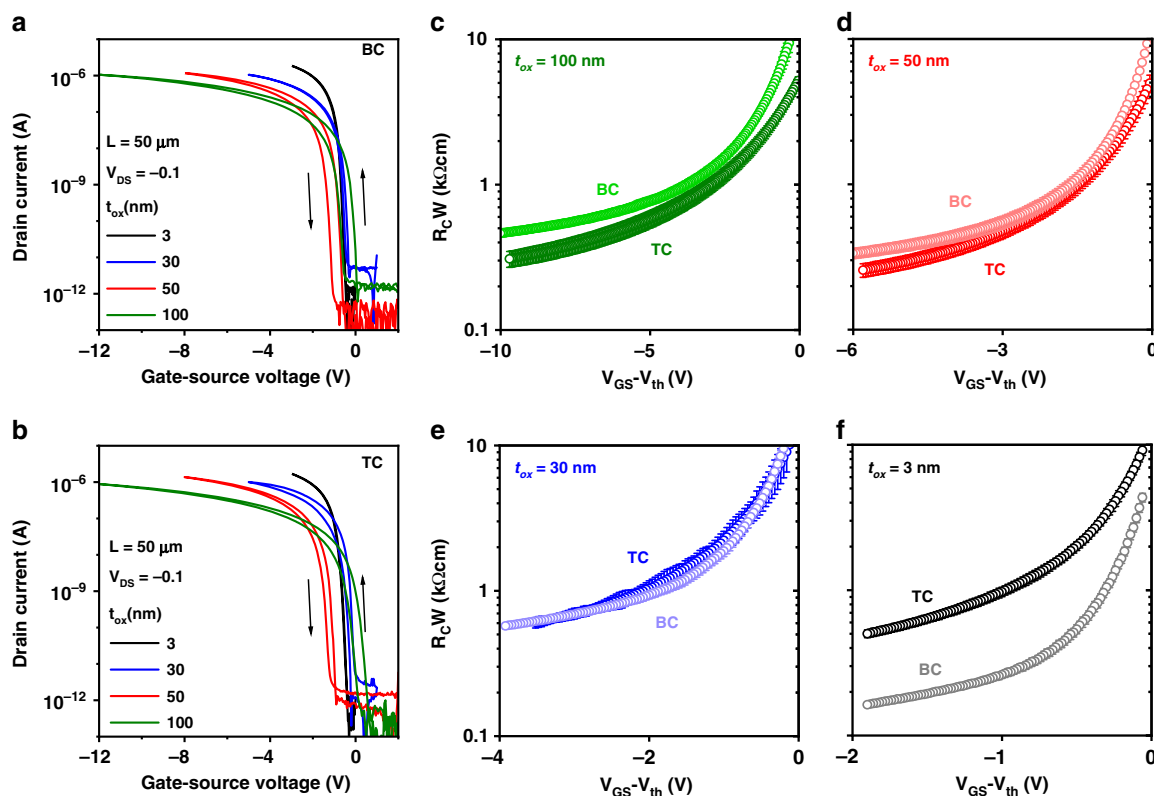 a
BC
Drain current (A)
10⁻⁶
10⁻⁹
10⁻¹²
L = 50 μm
V_DS = −0.1
t_ox(nm)
3
30
50
100
−12 −8 −4 0
Gate-source voltage (V)
b
TC
Drain current (A)
10⁻⁶
10⁻⁹
10⁻¹²
L = 50 μm
V_DS = −0.1
t_ox(nm)
3
30
50
100
−12 −8 −4 0
Gate-source voltage (V)
c
t_ox = 100 nm
R_CW (kΩcm)
10
1
0.1
BC
TC
−10 −5 0
V_GS-V_th (V)
d
t_ox = 50 nm
BC
TC
−6 −3 0
V_GS-V_th (V)
e
t_ox = 30 nm
R_CW (kΩcm)
10
1
0.1
TC
BC
−4 −2 0
V_GS-V_th (V)
f
t_ox = 3 nm
TC
BC
−2 −1 0
V_GS-V_th (V)